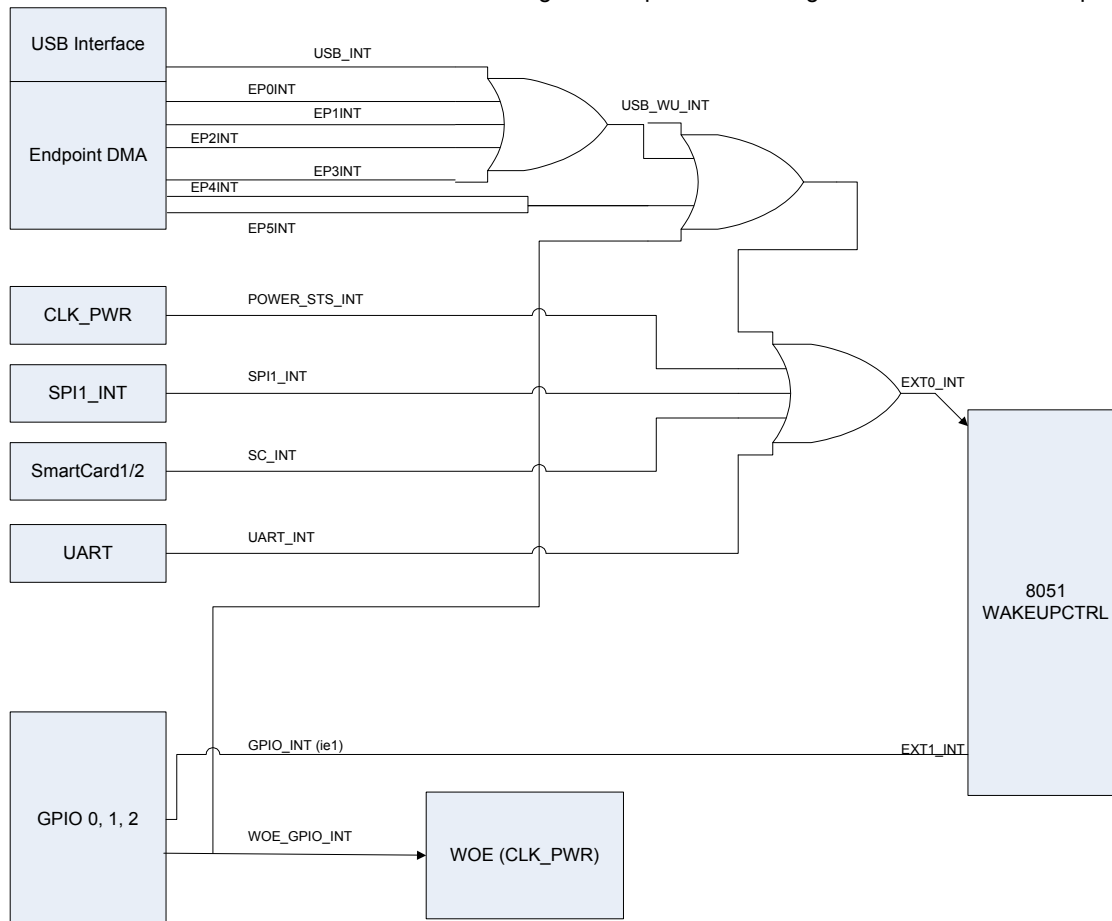 USB Interface
USB_INT
EP0INT
EP1INT
USB_WU_INT
EP2INT
Endpoint DMA
EP3INT
EP4INT
EP5INT
CLK_PWR
POWER_STS_INT
SPI1_INT
SPI1_INT
EXT0_INT
SmartCard1/2
SC_INT
UART
UART_INT
8051
WAKEUPCTRL
GPIO_INT (ie1)
EXT1_INT
GPIO 0, 1, 2
WOE_GPIO_INT
WOE (CLK_PWR)